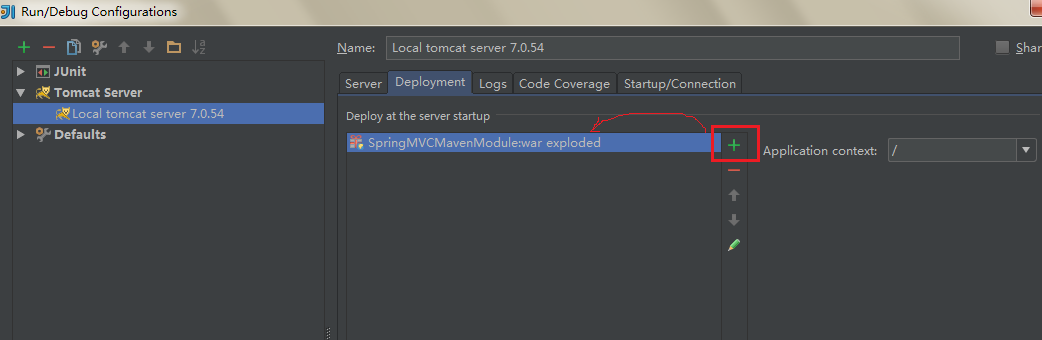 Run/Debug Configurations
Name: Local tomcat server 7.0.54 Shar
JUnit
Tomcat Server
Local tomcat server 7.0.54
Defaults
Server Deployment Logs Code Coverage Startup/Connection
Deploy at the server startup
SpringMVCMavenModule:war exploded
Application context: /